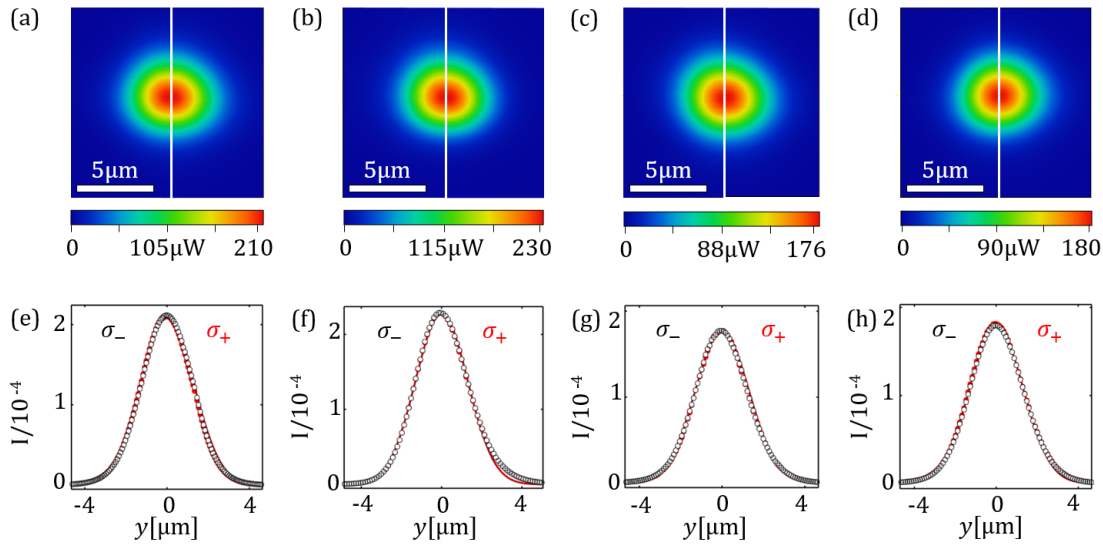 (a) (b) (c) (d)
5μm 5μm 5μm 5μm
0 105μW 210 0 115μW 230 0 88μW 176 0 90μW 180
(e) (f) (g) (h)
σ₋ σ₊ σ₋ σ₊ σ₋ σ₊ σ₋ σ₊
2 2 2 2
1 1 1 1
0 0 0 0
I/10⁻⁴ I/10⁻⁴ I/10⁻⁴ I/10⁻⁴
-4 0 4 -4 0 4 -4 0 4 -4 0 4
y[μm] y[μm] y[μm] y[μm]